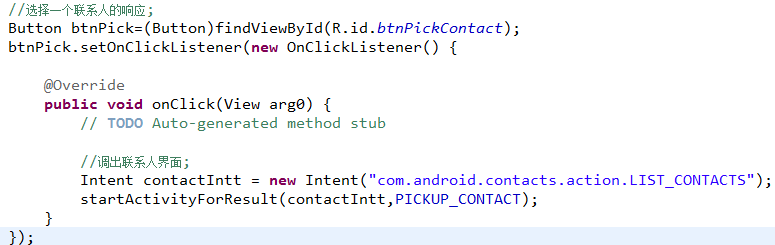 //选择一个联系人的响应;
Button btnPick=(Button)findViewById(R.id.btnPickContact);
btnPick.setOnClickListener(new OnClickListener() {
@Override
public void onClick(View arg0) {
// TODO Auto-generated method stub
//调出联系人界面;
Intent contactIntt = new Intent("com.android.contacts.action.LIST_CONTACTS");
startActivityForResult(contactIntt,PICKUP_CONTACT);
}
});